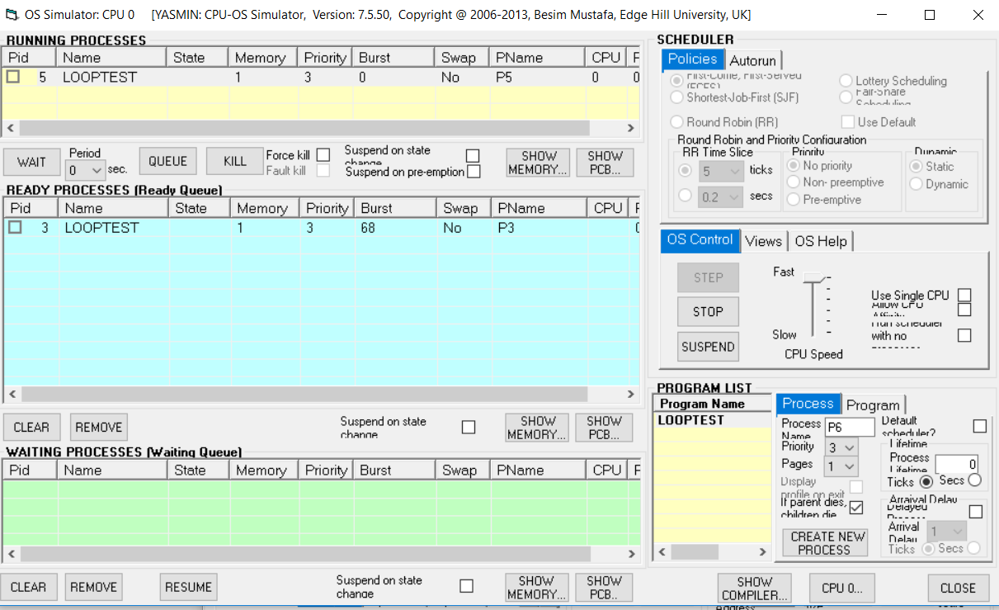 OS Simulator: CPU 0 [YASMIN: CPU-OS Simulator, Version: 7.5.50, Copyright @ 2006-2013, Besim Mustafa, Edge Hill University, UK]
RUNNING PROCESSES
Pid Name State Memory Priority Burst Swap PName CPU F
5 LOOPTEST 1 3 0 No P5 0 0
WAIT
Period
0 sec.
QUEUE
KILL
Force kill
Fault kill
Suspend on state
change
Suspend on pre-emption
SHOW
MEMORY...
SHOW
PCB...
READY PROCESSES (Ready Queue)
Pid Name State Memory Priority Burst Swap PName CPU F
3 LOOPTEST 1 3 68 No P3 0
CLEAR
REMOVE
Suspend on state
change
SHOW
MEMORY...
SHOW
PCB...
WAITING PROCESSES (Waiting Queue)
Pid Name State Memory Priority Burst Swap PName CPU F
CLEAR
REMOVE
RESUME
Suspend on state
change
SHOW
MEMORY...
SHOW
PCB..
SCHEDULER
Policies Autorun
First-Come, First-Served
(FCFS)
Shortest-Job-First (SJF)
Round Robin (RR)
Lottery Scheduling
Fair-Share
Scheduling
Use Default
Round Robin and Priority Configuration
RR Time Slice
5 ticks
0.2 secs
Priority
No priority
Non- preemptive
Pre-emptive
Dynamic
Static
Dynamic
OS Control Views OS Help
STEP
STOP
SUSPEND
Fast
Slow
CPU Speed
Use Single CPU
Allow CPU
Affinity
Run scheduler
with no
PROGRAM LIST
Program Name
LOOPTEST
Process Program
Process
Name
P6
Priority 3
Pages 1
Display
profile on exit
If parent dies,
children die
CREATE NEW
PROCESS
Default
scheduler?
Lifetime
Process
Lifetime
0
Ticks Secs
Arraival Delay
Delayed
Arrival
Delay
1
Ticks Secs
SHOW
COMPILER...
CPU 0...
CLOSE